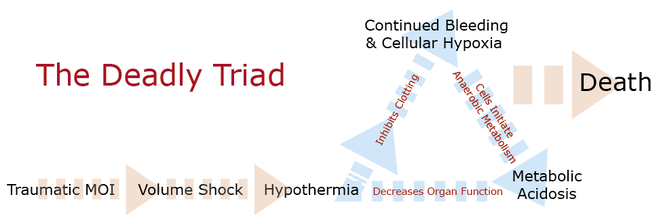 Continued Bleeding
& Cellular Hypoxia
The Deadly Triad
Death
Inhibits Clotting
Cells Initiate
Anaerobic Metabolism
Traumatic MOI
Volume Shock
Hypothermia
Decreases Organ Function
Metabolic
Acidosis